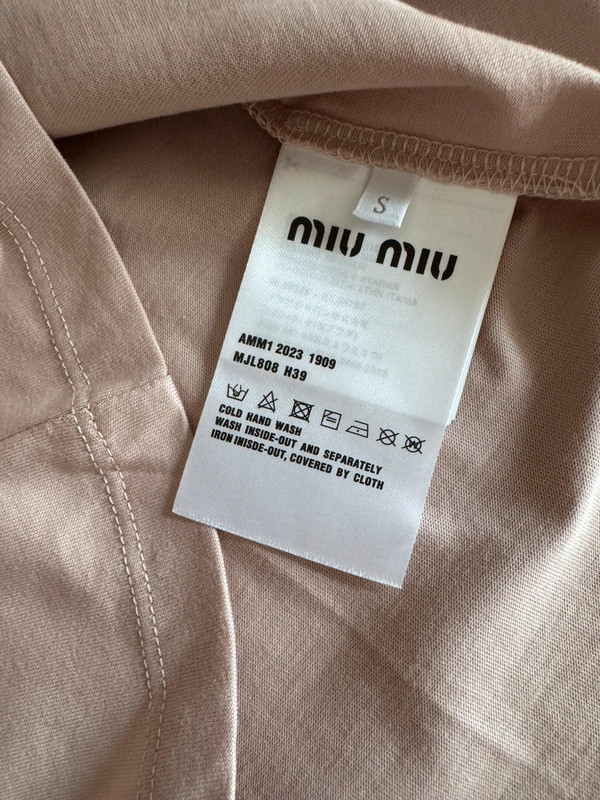 S
MIU MIU
AMM1 2023 1909
MJL808 H39
COLD HAND WASH
WASH INSIDE-OUT AND SEPARATELY
IRON INISDE-OUT, COVERED BY CLOTH